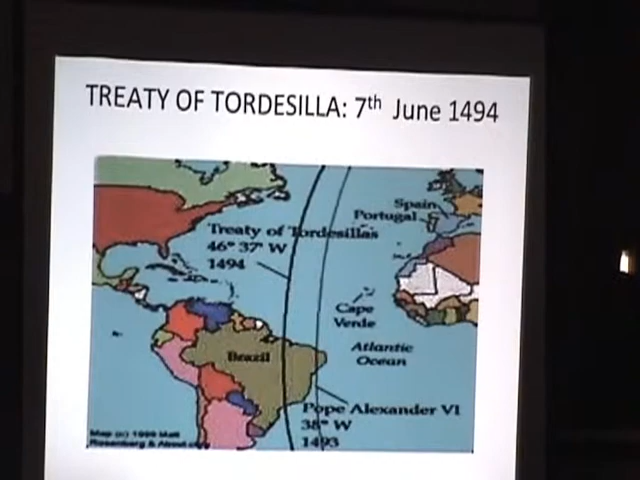 TREATY OF TORDESILLA: 7th June 1494
Spain
Portugal
Treaty of Tordesillas
46° 37' W
1494
Cape
Verde
Brazil
Atlantic
Ocean
Pope Alexander VI
38° W
1493
Map (c) 1999 Matt
Rosenberg & About